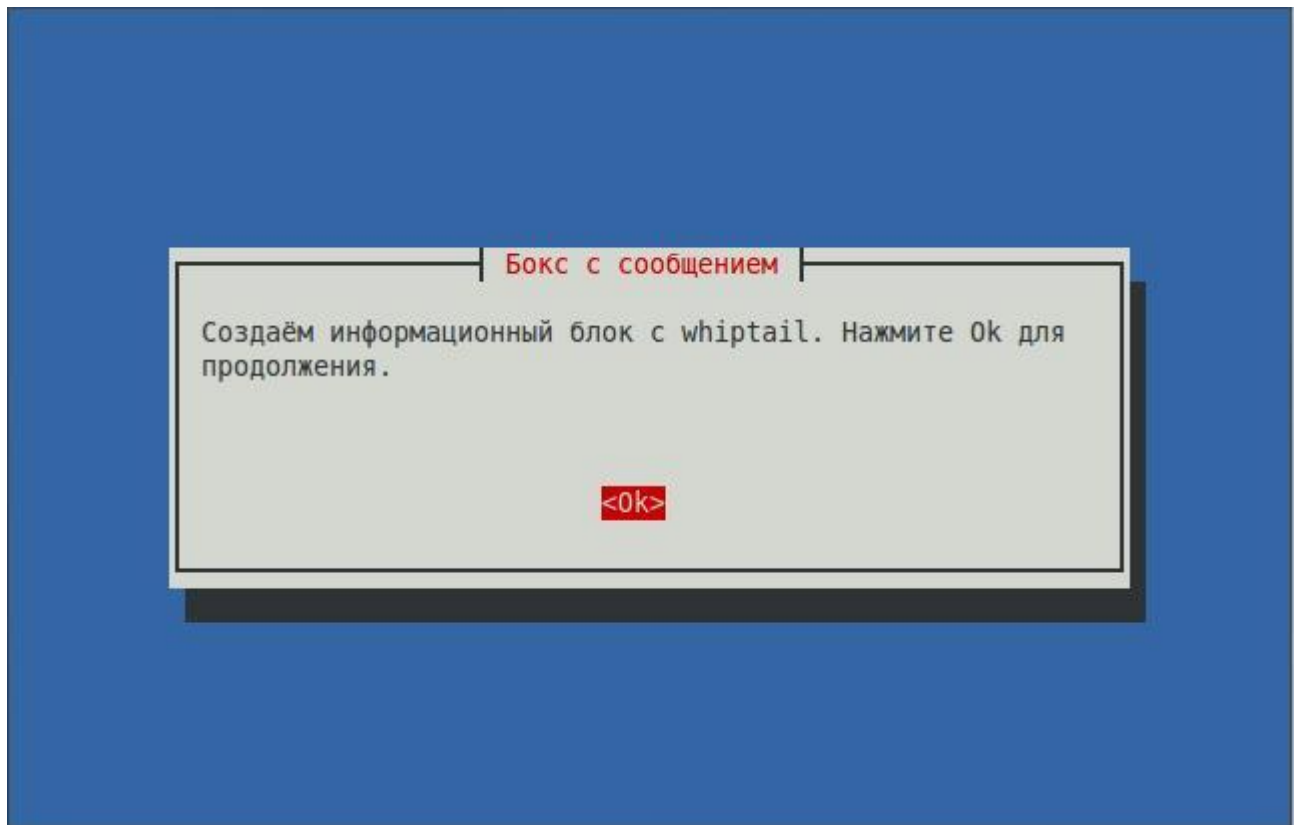 Бокс с сообщением
Создаём информационный блок с whiptail. Нажмите Ok для
продолжения.
<Ok>